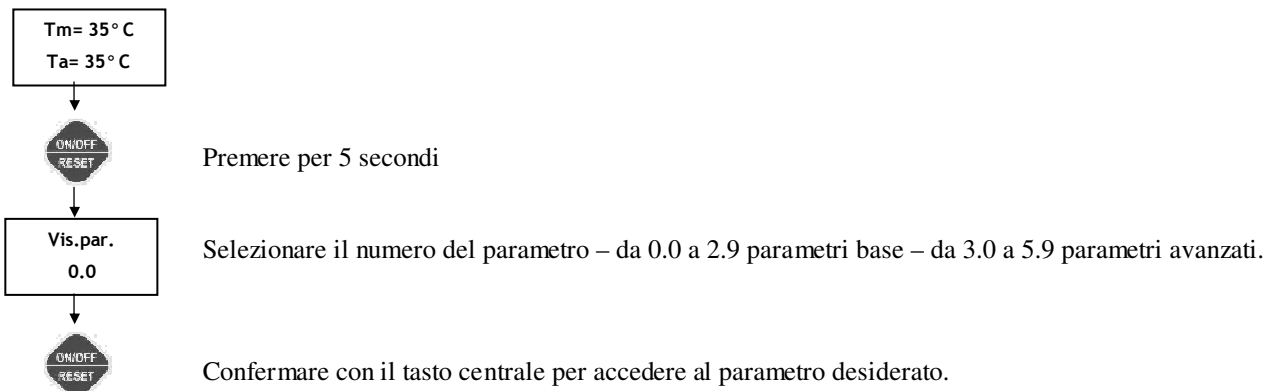 Tm= 35°C
Ta= 35°C
ON/OFF
RESET
Premere per 5 secondi
Vis.par.
0.0
Selezionare il numero del parametro – da 0.0 a 2.9 parametri base – da 3.0 a 5.9 parametri avanzati.
ON/OFF
RESET
Confermare con il tasto centrale per accedere al parametro desiderato.